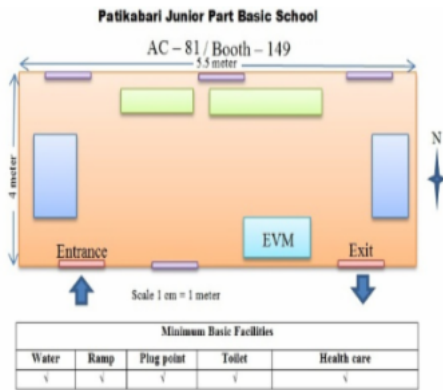 Patikabari Junior Part Basic School
AC – 81 / Booth – 149
5.5 meter
4 meter
N
EVM
Entrance
Exit
Scale 1 cm = 1 meter
Minimum Basic Facilities
Water Ramp Plug point Toilet Health care
√ √ √ √ √